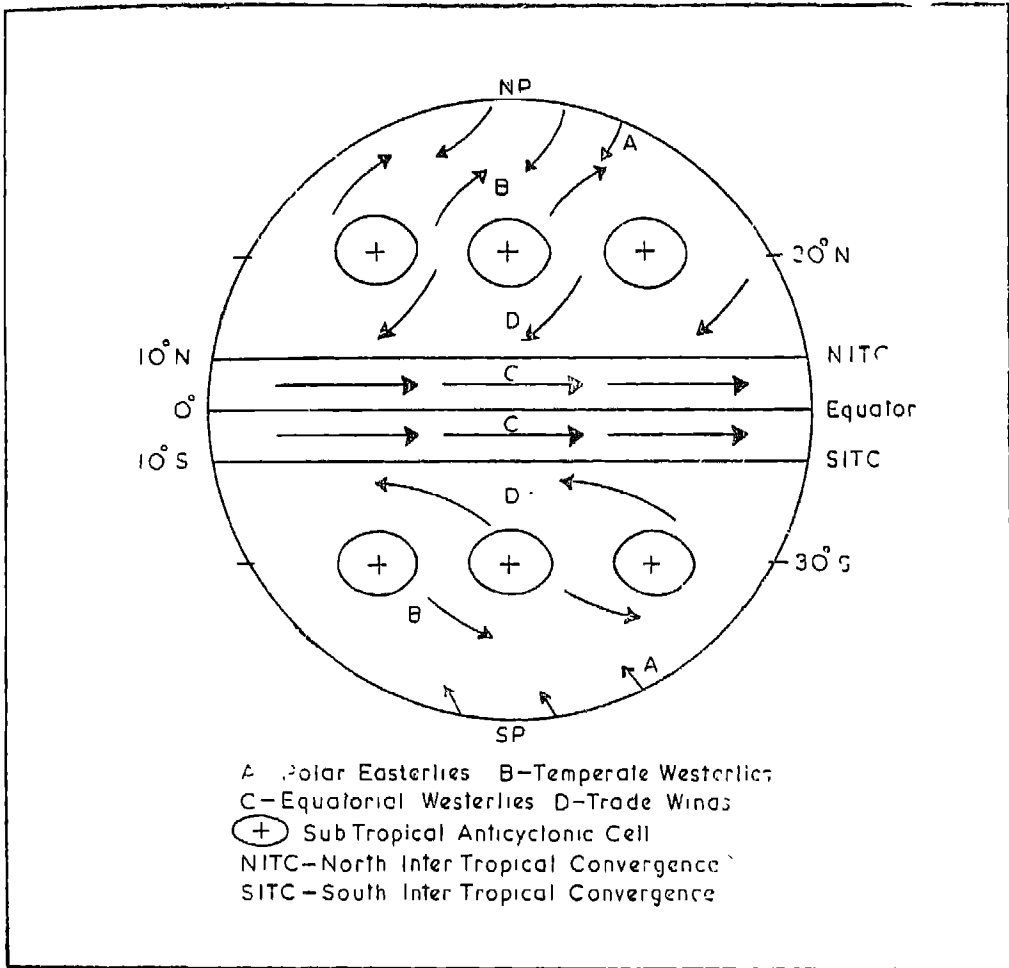 NP
A
B
20°N
D
10°N NITC
C
0° Equator
C
10°S SITC
D
30°S
B
A
SP
A Polar Easterlies B-Temperate Westerlies
C-Equatorial Westerlies D-Trade Winds
+ Sub Tropical Anticyclonic Cell
NITC-North Inter Tropical Convergence
SITC-South Inter Tropical Convergence